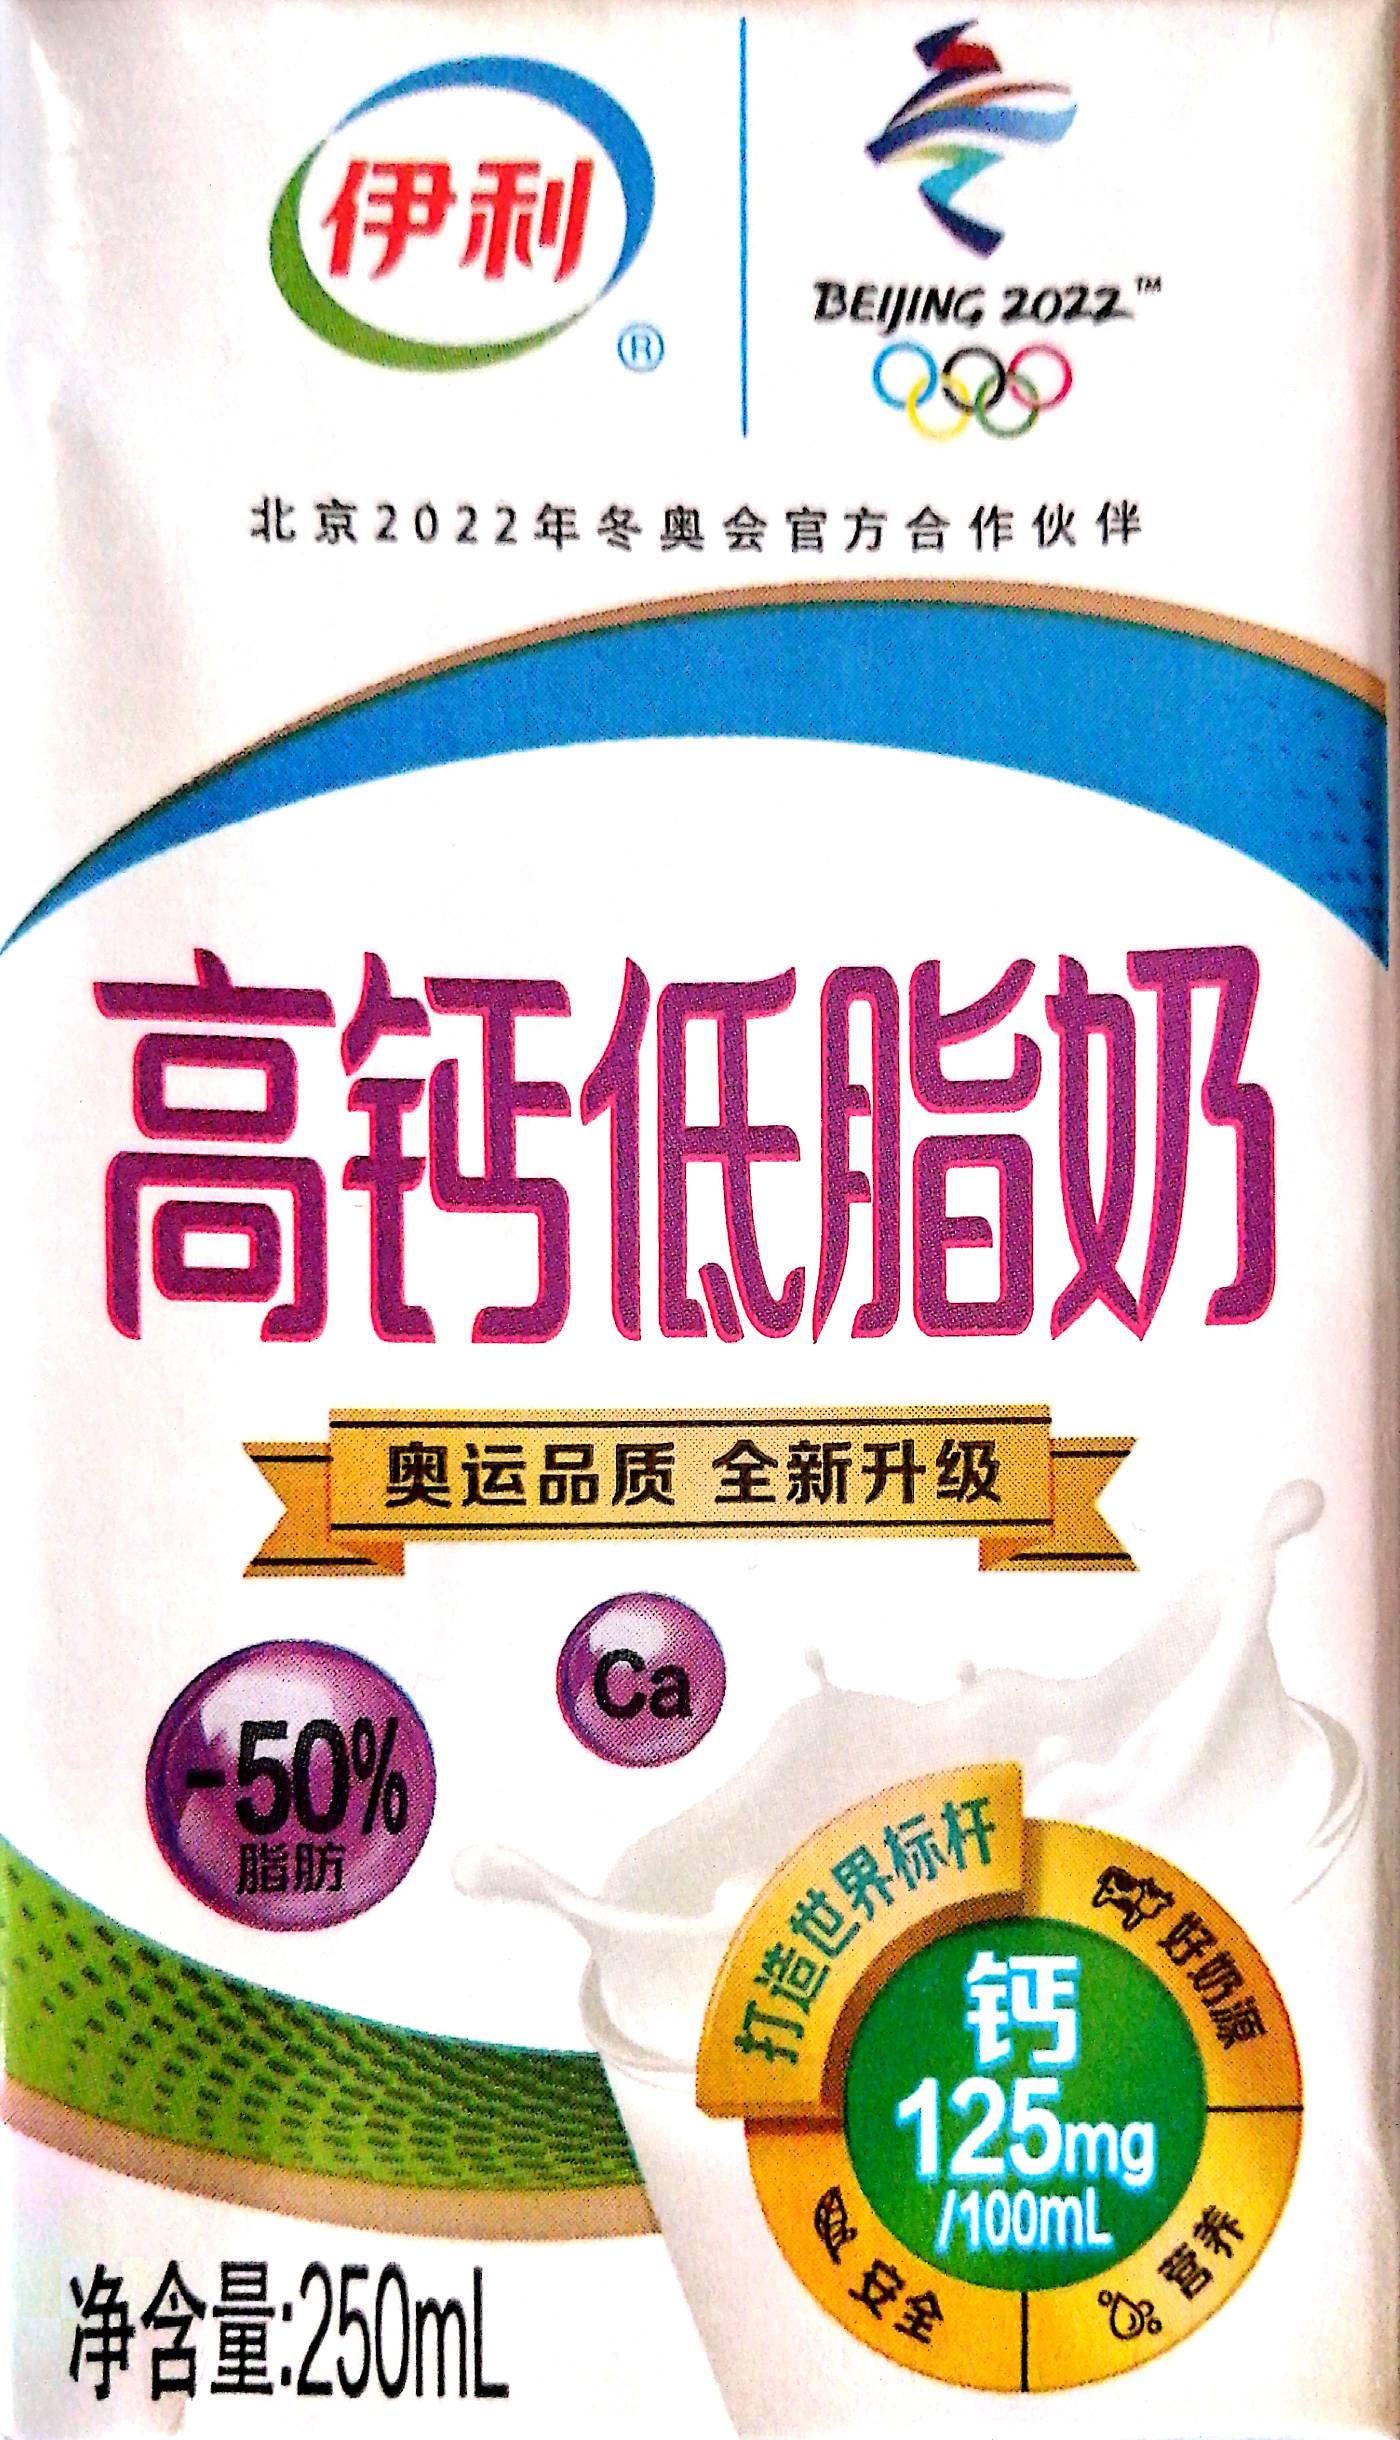 伊利
®
BEIJING 2022™
北京2022年冬奥会官方合作伙伴
高钙低脂奶
奥运品质 全新升级
Ca
-50%
脂肪
打造世界标杆
好奶源
钙
125mg
/100mL
安全
营养
净含量:250mL